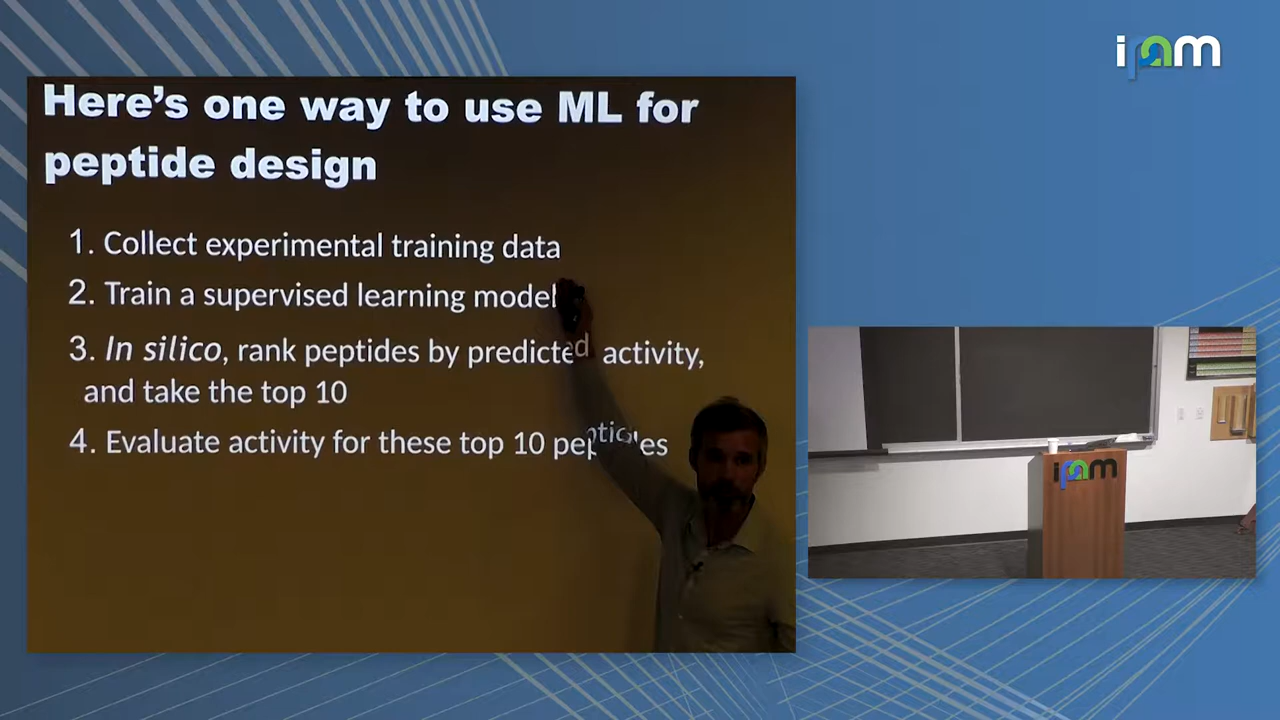 ipam
Here's one way to use ML for
peptide design
1. Collect experimental training data
2. Train a supervised learning model
3. In silico, rank peptides by predicted activity,
and take the top 10
4. Evaluate activity for these top 10 peptides
ipam